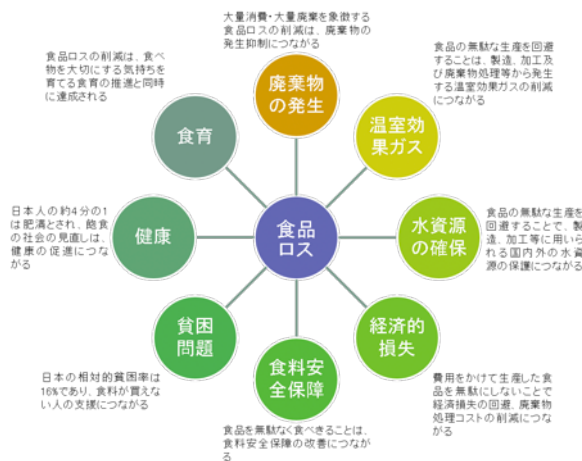 大量消費・大量廃棄を象徴する
食品ロスの削減は、廃棄物の
発生抑制につながる
廃棄物
の発生
食品の無駄な生産を回避
することは、製造、加工及
び廃棄物処理等から発生
する温室効果ガスの削減
につながる
温室効
果ガス
食品の無駄な生産を
回避することで、製
造、加工等に用いら
れる国内外の水資
源の保護につながる
水資源
の確保
経済的
損失
費用をかけて生産した食
品を無駄にしないことで
経済損失の回避、廃棄物
処理コストの削減につな
がる
食料安
全保障
食品を無駄なく食べきることは、
食料安全保障の改善につなが
る
貧困
問題
日本の相対的貧困率は
16%であり、食料が買えな
い人の支援につながる
健康
日本人の約4分の1
は肥満とされ、飽食
の社会の見直しは、
健康の促進につな
がる
食育
食品ロスの削減は、食べ
物を大切にする気持ちを
育てる食育の推進と同時
に達成される
食品
ロス